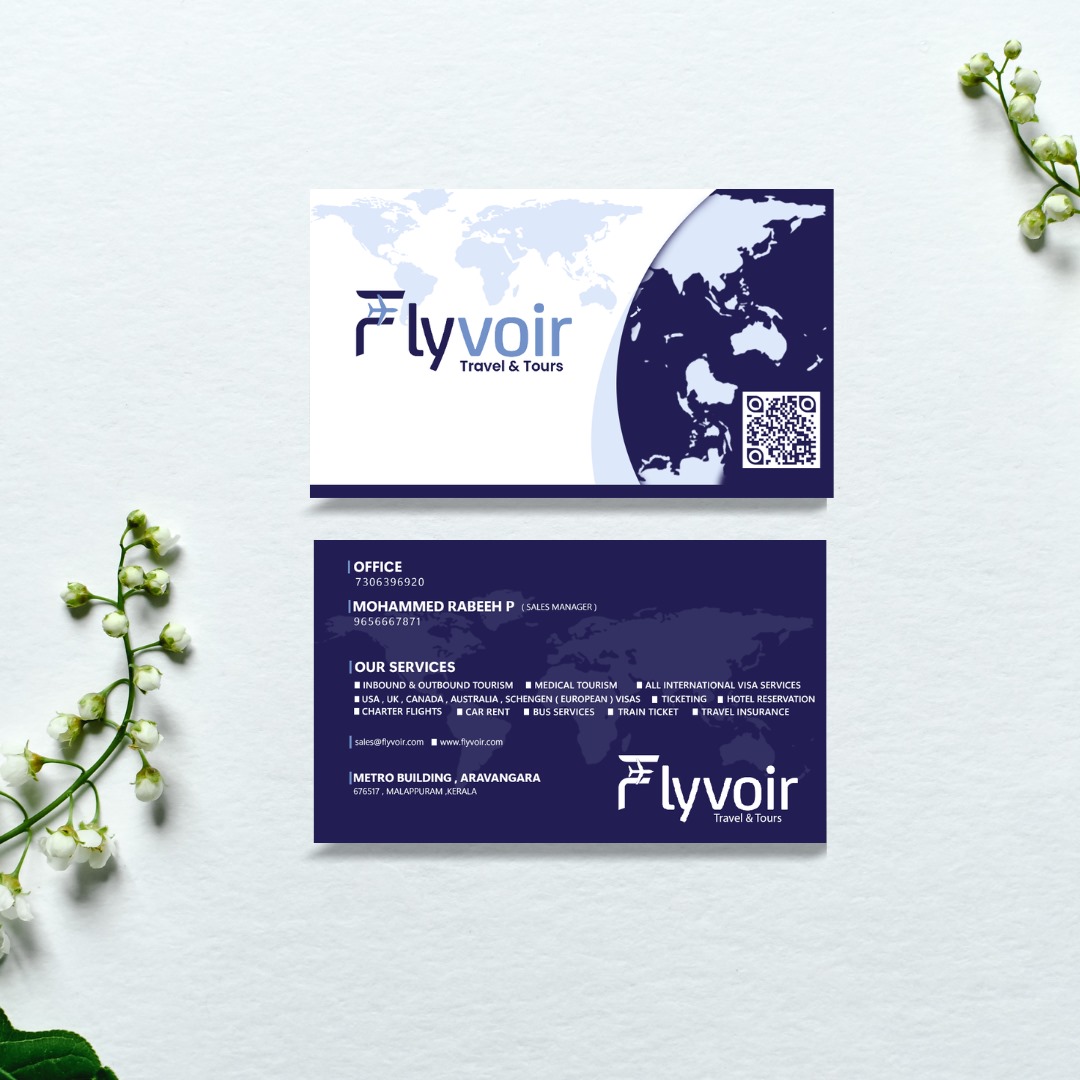 Flyvoir
Travel & Tours
OFFICE
7306396920
MOHAMMED RABEEH P ( SALES MANAGER )
9656667871
OUR SERVICES
INBOUND & OUTBOUND TOURISM MEDICAL TOURISM ALL INTERNATIONAL VISA SERVICES
USA , UK , CANADA , AUSTRALIA , SCHENGEN ( EUROPEAN ) VISAS TICKETING HOTEL RESERVATION
CHARTER FLIGHTS CAR RENT BUS SERVICES TRAIN TICKET TRAVEL INSURANCE
sales@flyvoir.com www.flyvoir.com
METRO BUILDING , ARAVANGARA
676517 , MALAPPURAM ,KERALA
Flyvoir
Travel & Tours